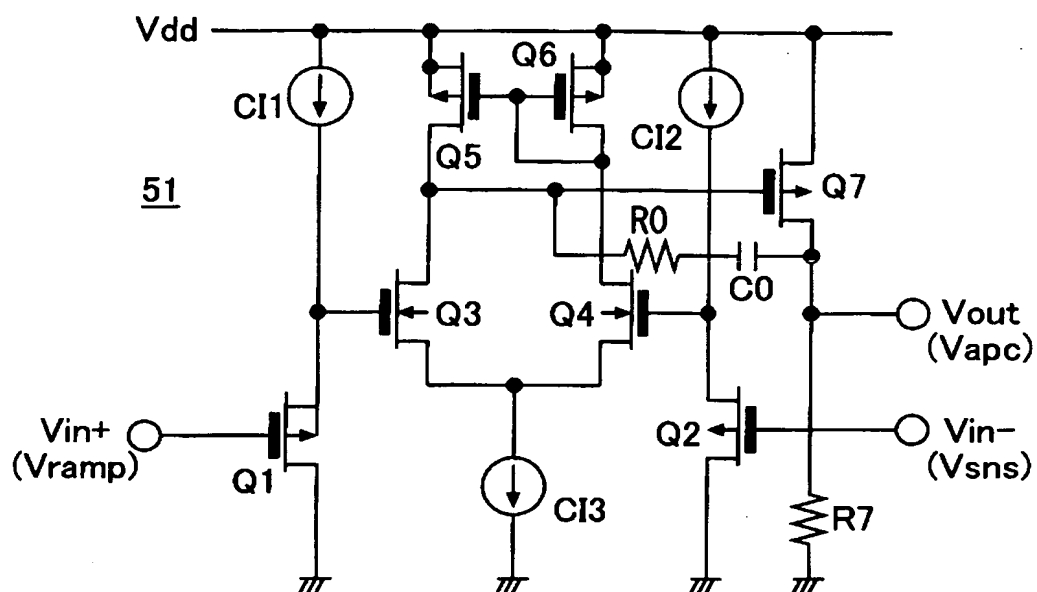 Vdd
Q6
CI1
CI2
Q5
51
Q7
R0
C0
Q3
Q4
Vout
(Vapc)
Vin+
(Vramp)
Q1
Q2
Vin-
(Vsns)
CI3
R7